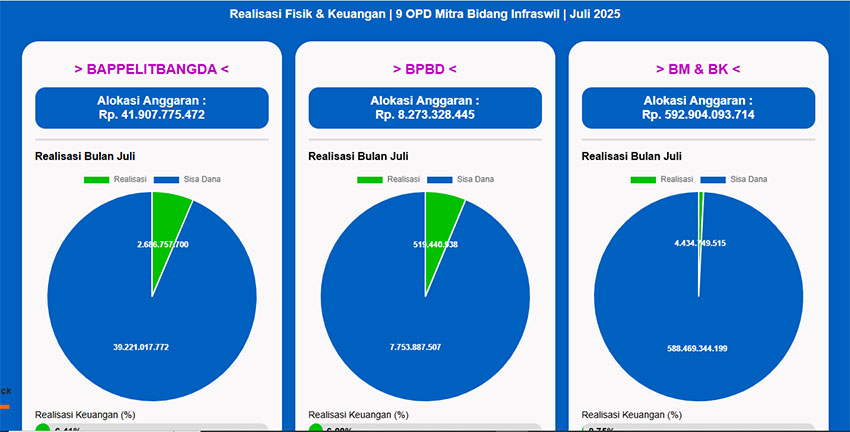 Realisasi Fisik & Keuangan | 9 OPD Mitra Bidang Infraswil | Juli 2025
> BAPPELITBANGDA <
Alokasi Anggaran :
Rp. 41.907.775.472
Realisasi Bulan Juli
Realisasi Sisa Dana
2.686.757.700
39.221.017.772
Realisasi Keuangan (%)
6.41%
> BPBD <
Alokasi Anggaran :
Rp. 8.273.328.445
Realisasi Bulan Juli
Realisasi Sisa Dana
519.440.938
7.753.887.507
Realisasi Keuangan (%)
> BM & BK <
Alokasi Anggaran :
Rp. 592.904.093.714
Realisasi Bulan Juli
Realisasi Sisa Dana
4.434.749.515
588.469.344.199
Realisasi Keuangan (%)
0.75%
ck